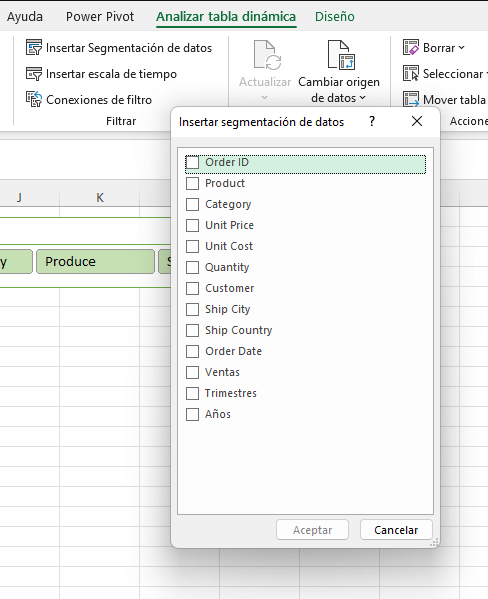 Ayuda Power Pivot Analizar tabla dinámica Diseño
Insertar Segmentación de datos
Insertar escala de tiempo
Conexiones de filtro
Filtrar
Actualizar
Cambiar origen
de datos
Borrar
Seleccionar
Mover tabla
Accione
Insertar segmentación de datos ?
Order ID
Product
Category
Unit Price
Unit Cost
Quantity
Customer
Ship City
Ship Country
Order Date
Ventas
Trimestres
Años
Aceptar Cancelar
J K
y Produce S